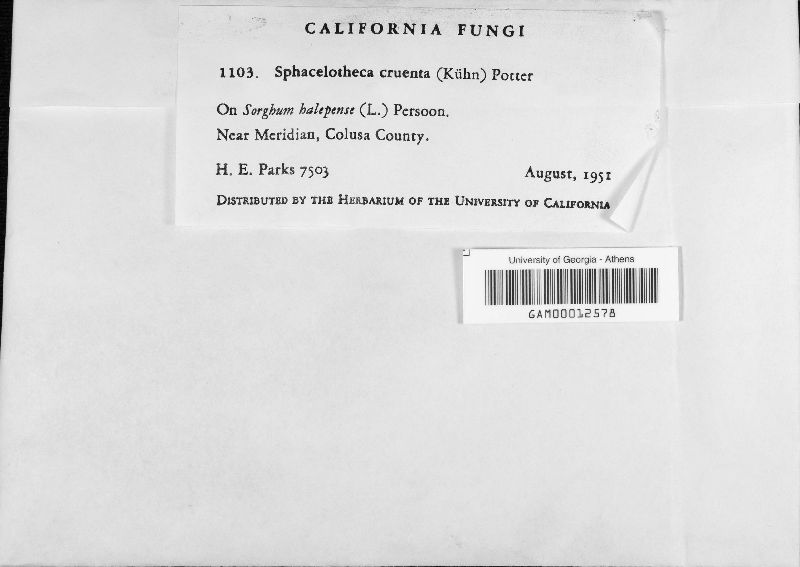 CALIFORNIA FUNGI
1103. Sphacelotheca cruenta (Kühn) Potter
On Sorghum halepense (L.) Persoon.
Near Meridian, Colusa County.
H. E. Parks 7503 August, 1951
DISTRIBUTED BY THE HERBARIUM OF THE UNIVERSITY OF CALIFORNIA
University of Georgia - Athens
GAM00012578